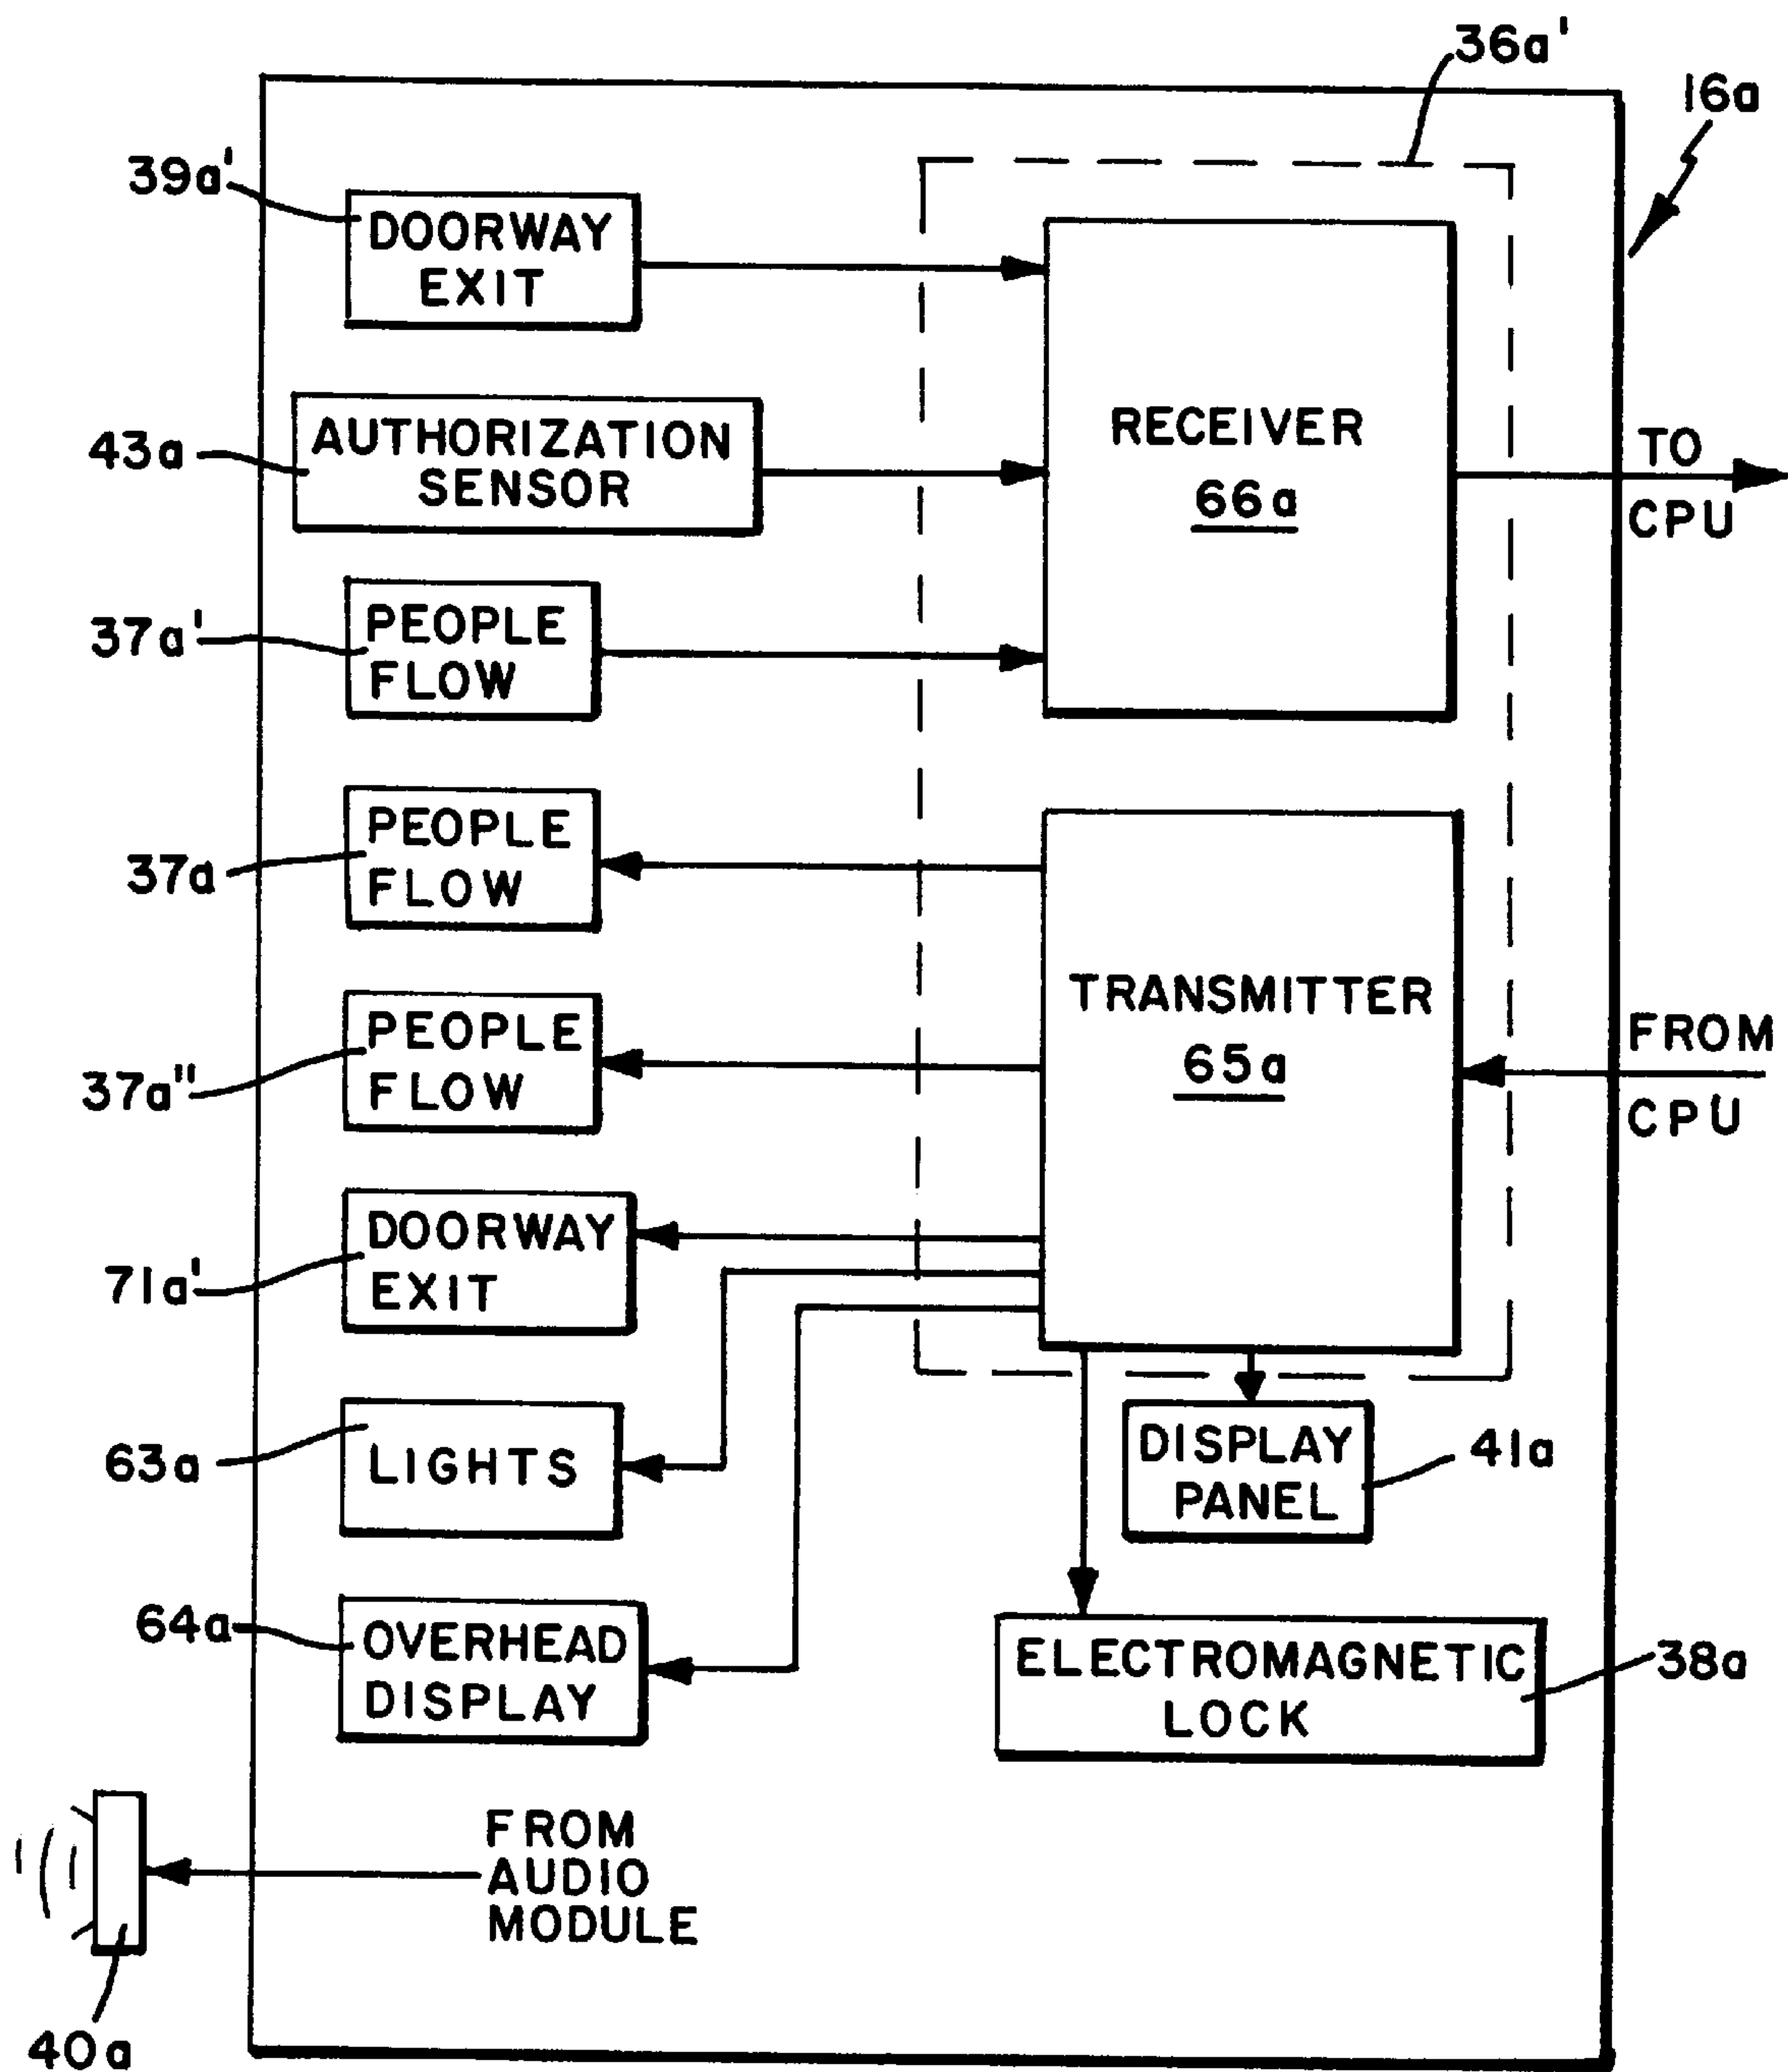 36a'
16a
39a'
DOORWAY
EXIT
43a
AUTHORIZATION
SENSOR
RECEIVER
66a
TO
CPU
37a'
PEOPLE
FLOW
37a
PEOPLE
FLOW
TRANSMITTER
65a
FROM
CPU
37a"
PEOPLE
FLOW
71a'
DOORWAY
EXIT
63a
LIGHTS
DISPLAY
PANEL
41a
64a
OVERHEAD
DISPLAY
ELECTROMAGNETIC
LOCK
38a
FROM
AUDIO
MODULE
40a